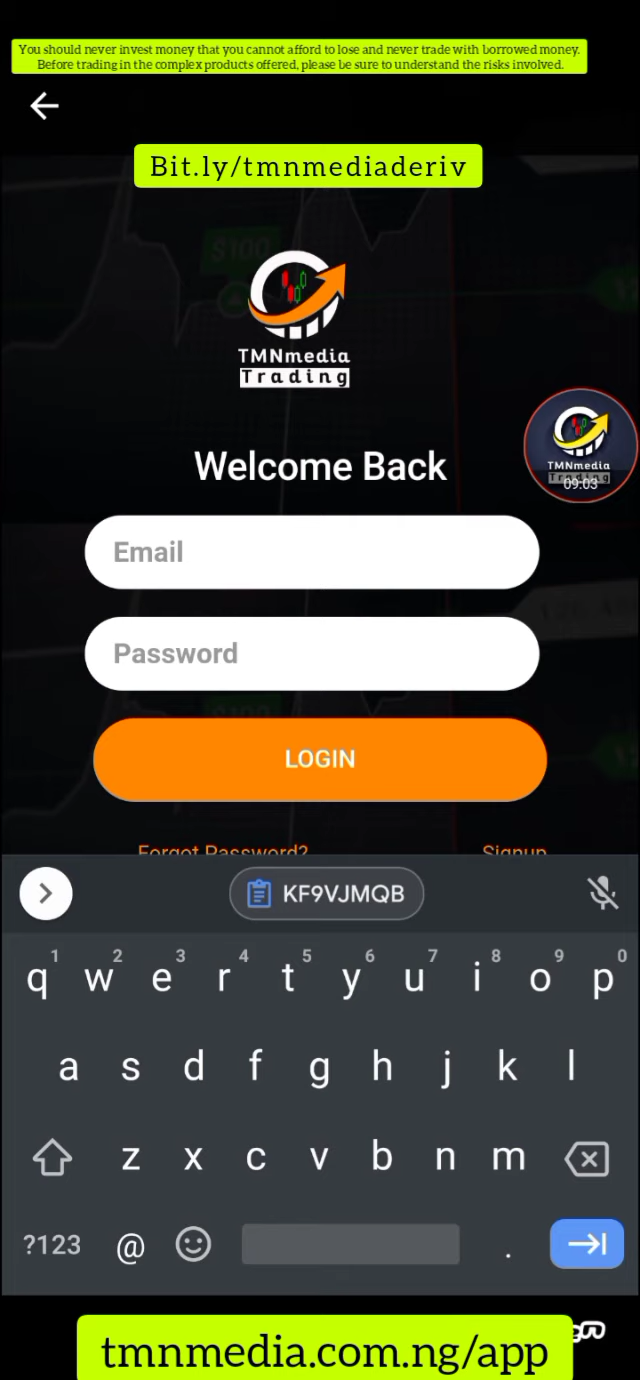 You should never invest money that you cannot afford to lose and never trade with borrowed money.
Before trading in the complex products offered, please be sure to understand the risks involved.
Bit.ly/tmnmediaderiv
$100
TMNmedia
Trading
TMNmedia
Trading
09:03
Welcome Back
Email
Password
$100
LOGIN
Forgot Password? Signup
KF9VJMQB
1 2 3 4 5 6 7 8 9 0
q w e r t y u i o p
a s d f g h j k l
z x c v b n m
?123 @ .
tmnmedia.com.ng/app